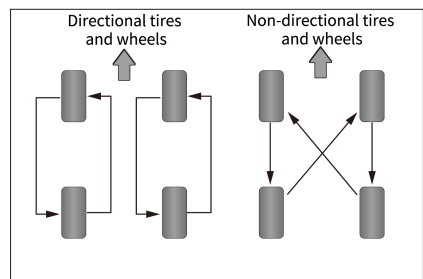 Directional tires
and wheels
Non-directional tires
and wheels